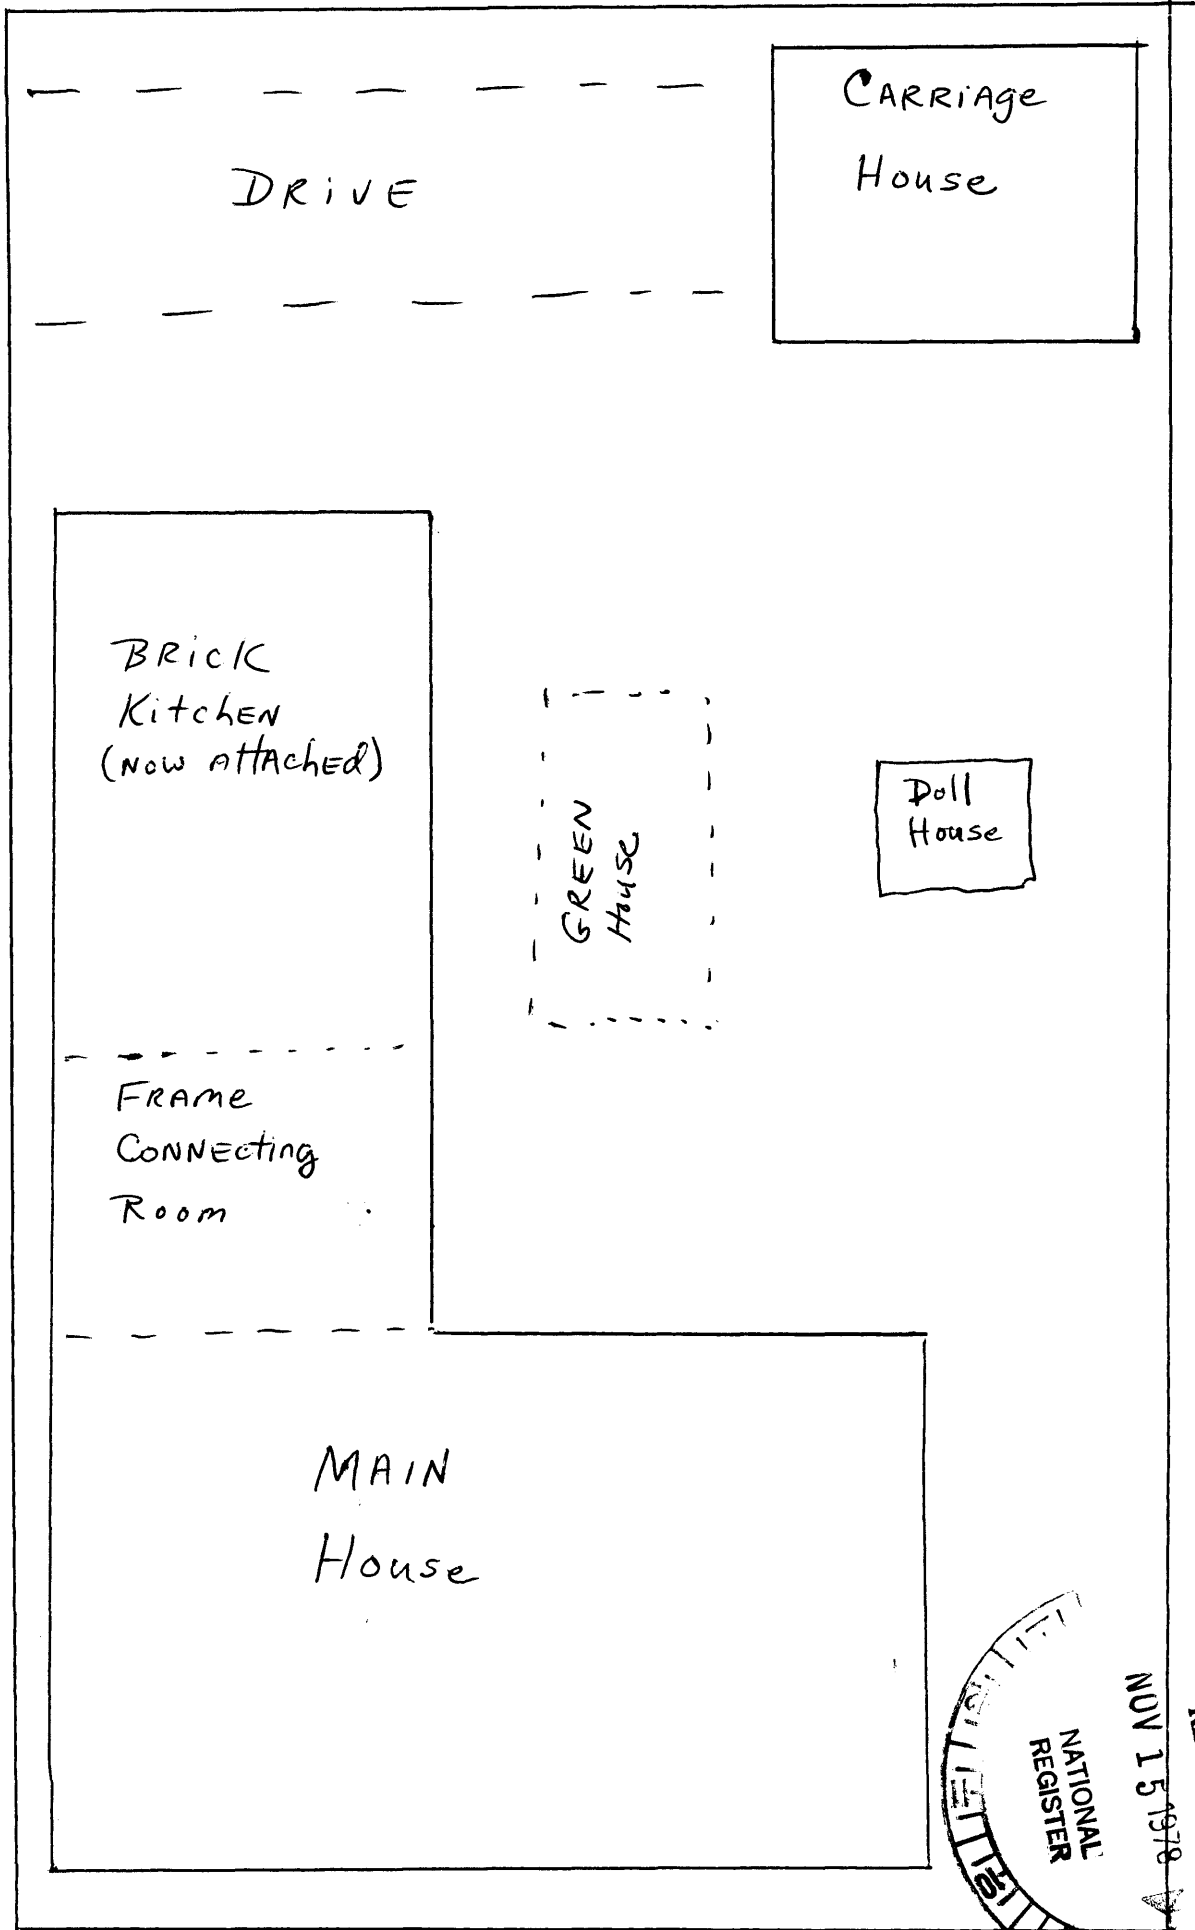 CARRiAge
House
DRiVE
BRicK
KitchEN
(NOW AttAchEd)
GREEN
House
Doll
House
FRAme
CONNEcting
Room
MAIN
House
NOV 15 1978
NATIONAL
REGISTER